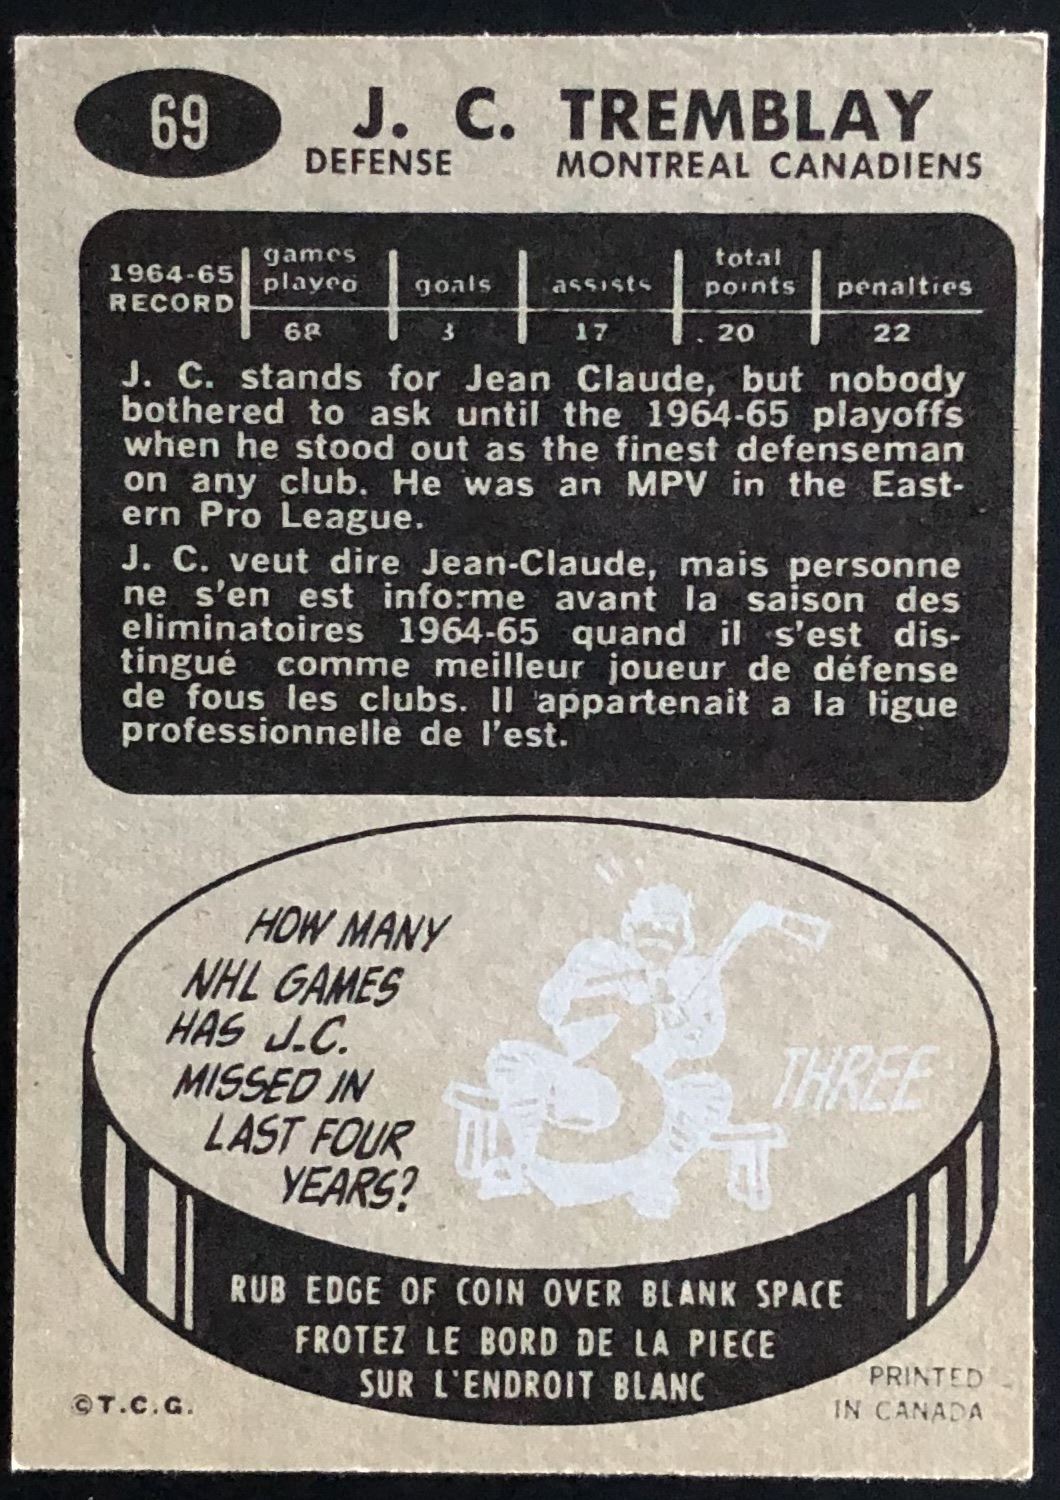 69
J. C. TREMBLAY
DEFENSE MONTREAL CANADIENS
1964-65 RECORD
games played goals assists total points penalties
68 3 17 20 22
J. C. stands for Jean Claude, but nobody
bothered to ask until the 1964-65 playoffs
when he stood out as the finest defenseman
on any club. He was an MPV in the East-
ern Pro League.
J. C. veut dire Jean-Claude, mais personne
ne s'en est informe avant la saison des
eliminatoires 1964-65 quand il s'est dis-
tingué comme meilleur joueur de défense
de fous les clubs. Il appartenait a la ligue
professionnelle de l'est.
HOW MANY
NHL GAMES
HAS J.C.
MISSED IN
LAST FOUR
YEARS?
THREE
RUB EDGE OF COIN OVER BLANK SPACE
FROTEZ LE BORD DE LA PIECE
SUR L'ENDROIT BLANC
©T.C.G.
PRINTED
IN CANADA